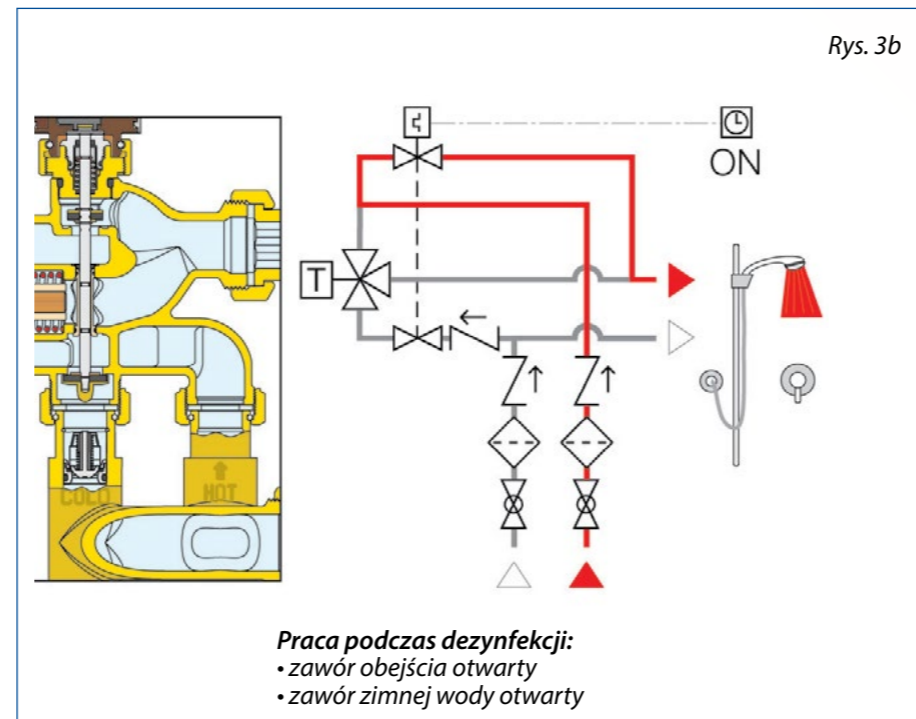 Rys. 3b
ON
T
COLD
HOT
Praca podczas dezynfekcji:
• zawór obejścia otwarty
• zawór zimnej wody otwarty